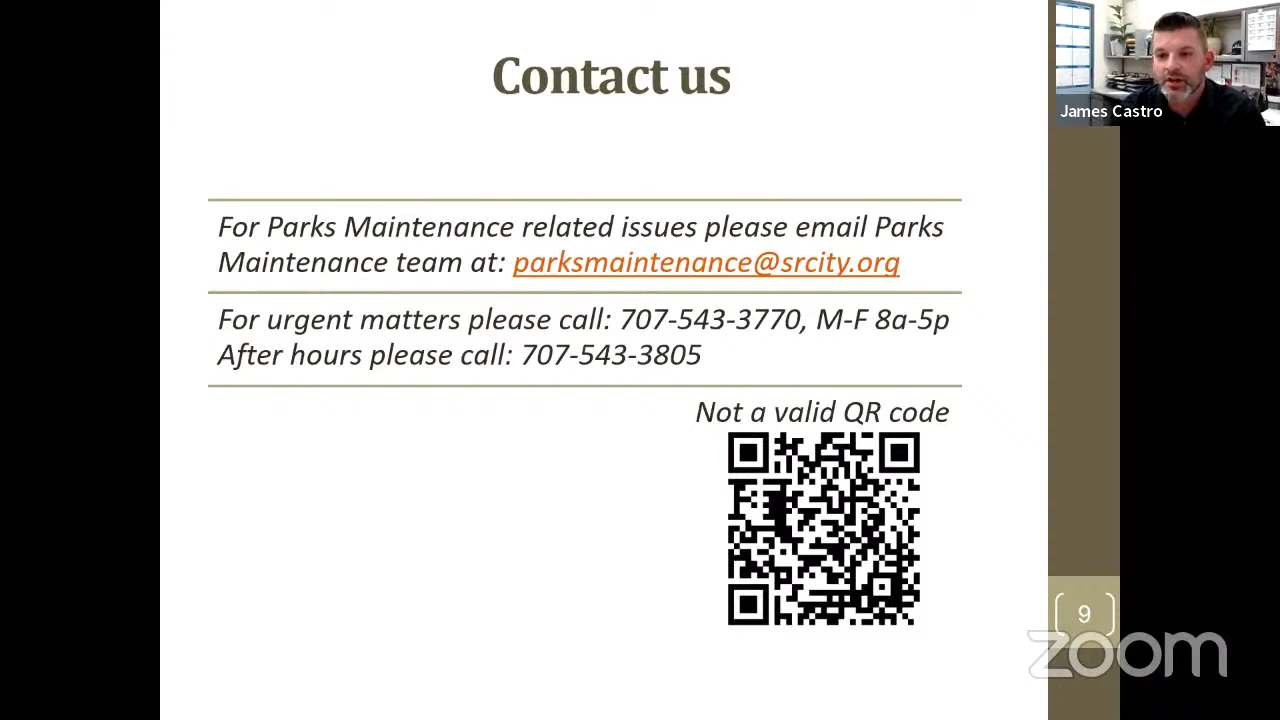 Contact us
James Castro
For Parks Maintenance related issues please email Parks
Maintenance team at: parksmaintenance@srcity.org
For urgent matters please call: 707-543-3770, M-F 8a-5p
After hours please call: 707-543-3805
Not a valid QR code
9
zoom